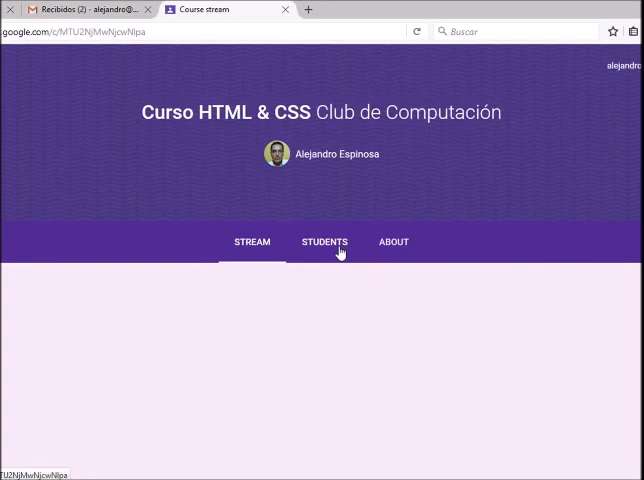 Recibidos (2) - alejandro@...
Course stream
.google.com/c/MTU2NjMwNjcwNlpa
Buscar
alejandro
Curso HTML & CSS Club de Computación
Alejandro Espinosa
STREAM STUDENTS ABOUT
TU2NjMwNjcwNlpa